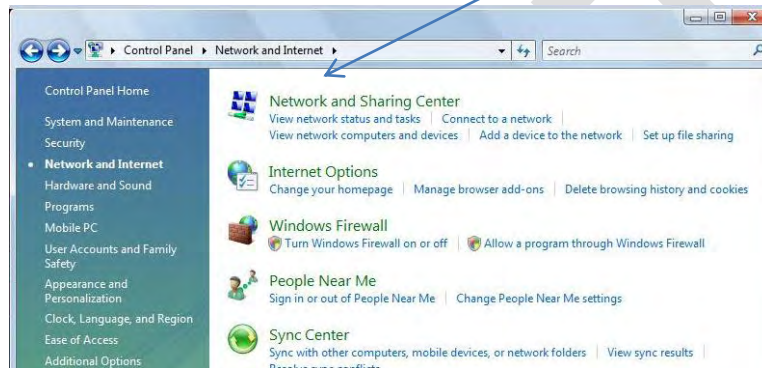 Control Panel
Network and Internet
Search
Control Panel Home
System and Maintenance
Security
Network and Internet
Hardware and Sound
Programs
Mobile PC
User Accounts and Family
Safety
Appearance and
Personalization
Clock, Language, and Region
Ease of Access
Additional Options
Network and Sharing Center
View network status and tasks
Connect to a network
View network computers and devices
Add a device to the network
Set up file sharing
Internet Options
Change your homepage
Manage browser add-ons
Delete browsing history and cookies
Windows Firewall
Turn Windows Firewall on or off
Allow a program through Windows Firewall
People Near Me
Sign in or out of People Near Me
Change People Near Me settings
Sync Center
Sync with other computers, mobile devices, or network folders
View sync results
Resolve sync conflicts